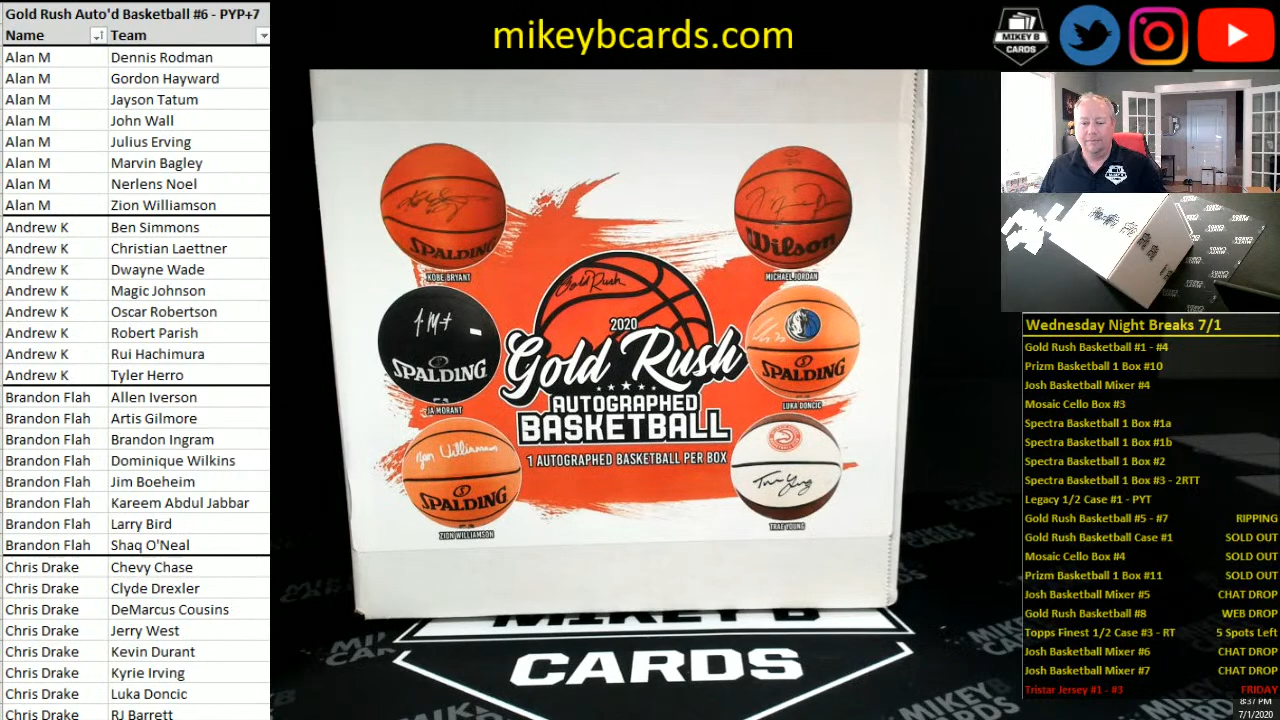 Gold Rush Auto'd Basketball #6 - PYP+7
Name Team
Alan M Dennis Rodman
Alan M Gordon Hayward
Alan M Jayson Tatum
Alan M John Wall
Alan M Julius Erving
Alan M Marvin Bagley
Alan M Nerlens Noel
Alan M Zion Williamson
Andrew K Ben Simmons
Andrew K Christian Laettner
Andrew K Dwayne Wade
Andrew K Magic Johnson
Andrew K Oscar Robertson
Andrew K Robert Parish
Andrew K Rui Hachimura
Andrew K Tyler Herro
Brandon Flah Allen Iverson
Brandon Flah Artis Gilmore
Brandon Flah Brandon Ingram
Brandon Flah Dominique Wilkins
Brandon Flah Jim Boeheim
Brandon Flah Kareem Abdul Jabbar
Brandon Flah Larry Bird
Brandon Flah Shaq O'Neal
Chris Drake Chevy Chase
Chris Drake Clyde Drexler
Chris Drake DeMarcus Cousins
Chris Drake Jerry West
Chris Drake Kevin Durant
Chris Drake Kyrie Irving
Chris Drake Luka Doncic
Chris Drake RJ Barrett
mikeybcards.com
MIKEY B
CARDS
SPALDING
KOBE BRYANT
Wilson
MICHAEL JORDAN
SPALDING
JA MORANT
SPALDING
LUKA DONCIC
SPALDING
ZION WILLIAMSON
Trae Young
TRAE YOUNG
Gold Rush
2020
Gold Rush
AUTOGRAPHED
BASKETBALL
1 AUTOGRAPHED BASKETBALL PER BOX
MIKEY B
CARDS
Wednesday Night Breaks 7/1
Gold Rush Basketball #1 - #4
Prizm Basketball 1 Box #10
Josh Basketball Mixer #4
Mosaic Cello Box #3
Spectra Basketball 1 Box #1a
Spectra Basketball 1 Box #1b
Spectra Basketball 1 Box #2
Spectra Basketball 1 Box #3 - 2RTT
Legacy 1/2 Case #1 - PYT
Gold Rush Basketball #5 - #7 RIPPING
Gold Rush Basketball Case #1 SOLD OUT
Mosaic Cello Box #4 SOLD OUT
Prizm Basketball 1 Box #11 SOLD OUT
Josh Basketball Mixer #5 CHAT DROP
Gold Rush Basketball #8 WEB DROP
Topps Finest 1/2 Case #3 - RT 5 Spots Left
Josh Basketball Mixer #6 CHAT DROP
Josh Basketball Mixer #7 CHAT DROP
Tristar Jersey #1 - #3 FRIDAY
8:37 PM
7/1/2020